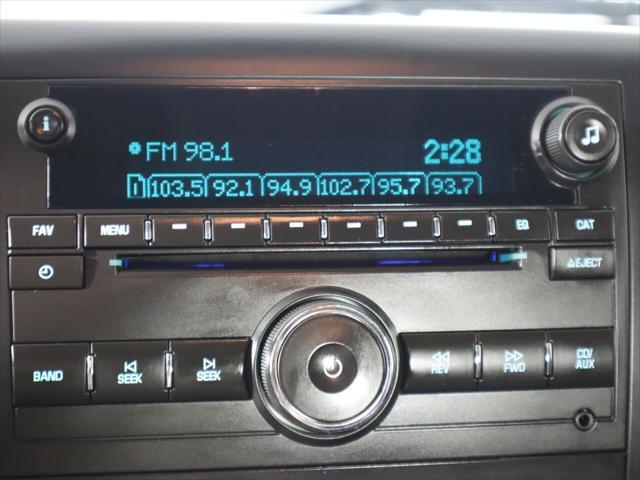 FM 98.1 2:28
1 103.5 92.1 94.9 102.7 95.7 93.7
FAV MENU EQ CAT
EJECT
BAND SEEK SEEK REV FWD CD/AUX